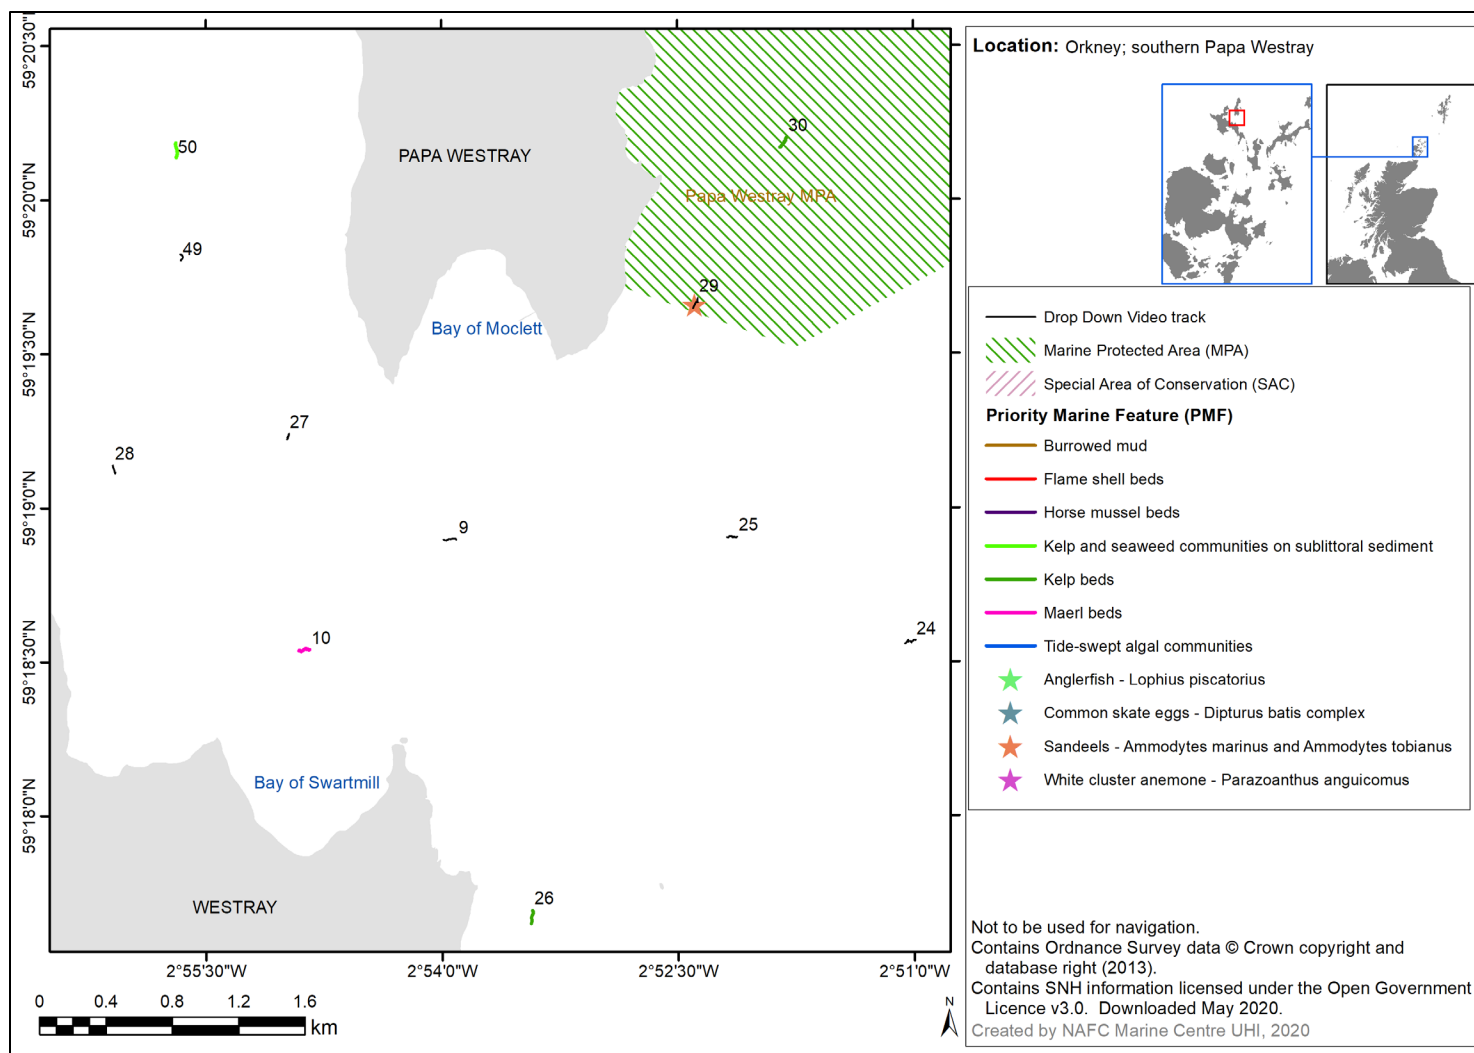 59°20'30"N
59°20'0"N
59°19'30"N
59°19'0"N
59°18'30"N
59°18'0"N
50
49
PAPA WESTRAY
30
Papa Westray MPA
29
Bay of Moclett
27
28
9
25
24
10
Bay of Swartmill
WESTRAY
26
2°55'30"W
2°54'0"W
2°52'30"W
2°51'0"W
0 0.4 0.8 1.2 1.6
km
N
Location: Orkney; southern Papa Westray
Drop Down Video track
Marine Protected Area (MPA)
Special Area of Conservation (SAC)
Priority Marine Feature (PMF)
Burrowed mud
Flame shell beds
Horse mussel beds
Kelp and seaweed communities on sublittoral sediment
Kelp beds
Maerl beds
Tide-swept algal communities
Anglerfish - Lophius piscatorius
Common skate eggs - Dipturus batis complex
Sandeels - Ammodytes marinus and Ammodytes tobianus
White cluster anemone - Parazoanthus anguicomus
Not to be used for navigation.
Contains Ordnance Survey data © Crown copyright and
database right (2013).
Contains SNH information licensed under the Open Government
Licence v3.0. Downloaded May 2020.
Created by NAFC Marine Centre UHI, 2020